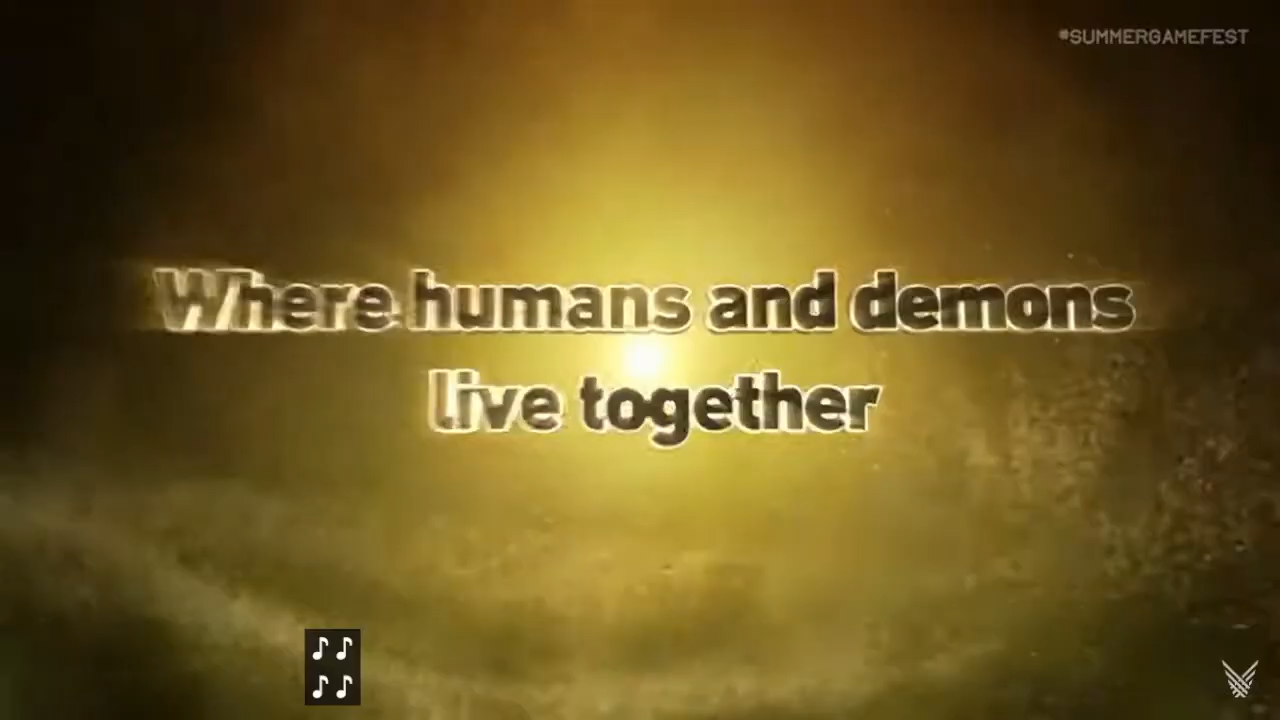 #SUMMERGAMEFEST
Where humans and demons
live together
♪ ♪
♪ ♪